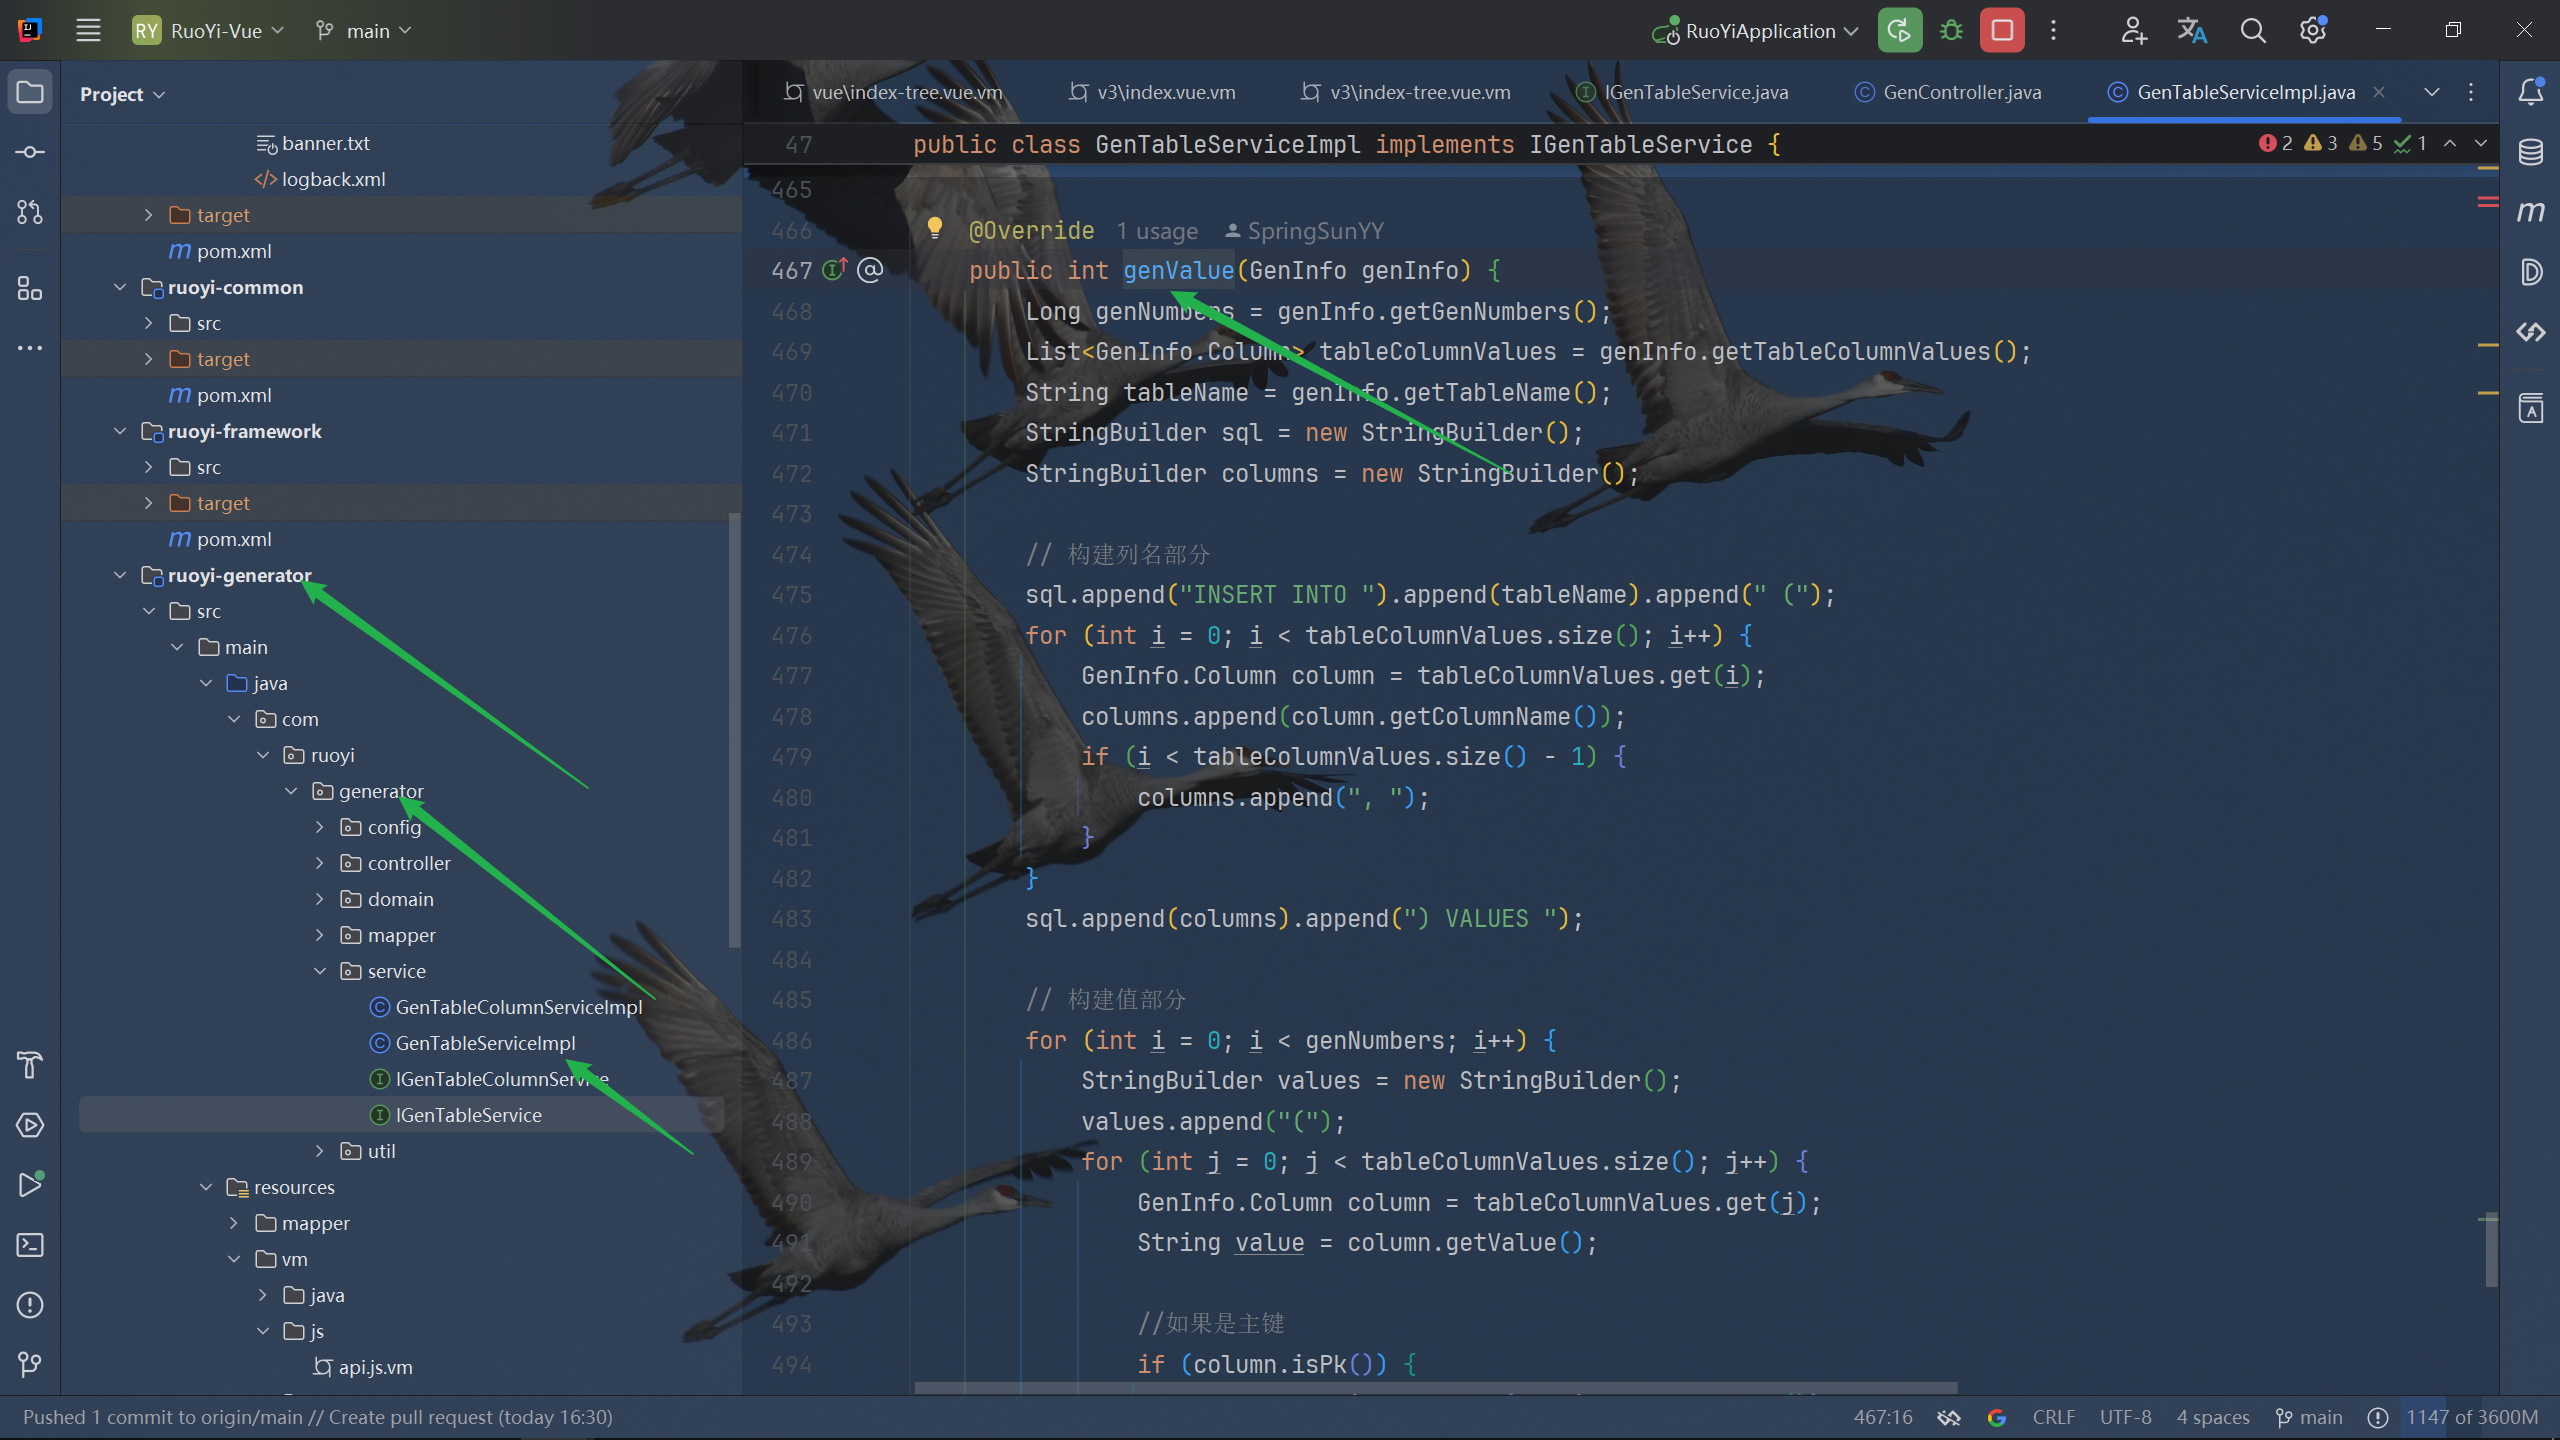 RY RuoYi-Vue main RuoYiApplication
Project
banner.txt
logback.xml
target
pom.xml
ruoyi-common
src
target
pom.xml
ruoyi-framework
src
target
pom.xml
ruoyi-generator
src
main
java
com
ruoyi
generator
config
controller
domain
mapper
service
GenTableColumnServiceImpl
GenTableServiceImpl
IGenTableColumnService
IGenTableService
util
resources
mapper
vm
java
js
api.js.vm
vue\index-tree.vue.vm v3\index.vue.vm v3\index-tree.vue.vm IGenTableService.java GenController.java GenTableServiceImpl.java
47 public class GenTableServiceImpl implements IGenTableService { 2 3 5 1
465
466 @Override 1 usage SpringSunYY
467 public int genValue(GenInfo genInfo) {
468 Long genNumbers = genInfo.getGenNumbers();
469 List<GenInfo.Column> tableColumnValues = genInfo.getTableColumnValues();
470 String tableName = genInfo.getTableName();
471 StringBuilder sql = new StringBuilder();
472 StringBuilder columns = new StringBuilder();
473
474 // 构建列名部分
475 sql.append("INSERT INTO ").append(tableName).append(" (");
476 for (int i = 0; i < tableColumnValues.size(); i++) {
477 GenInfo.Column column = tableColumnValues.get(i);
478 columns.append(column.getColumnName());
479 if (i < tableColumnValues.size() - 1) {
480 columns.append(", ");
481 }
482 }
483 sql.append(columns).append(") VALUES ");
484
485 // 构建值部分
486 for (int i = 0; i < genNumbers; i++) {
487 StringBuilder values = new StringBuilder();
488 values.append("(");
489 for (int j = 0; j < tableColumnValues.size(); j++) {
490 GenInfo.Column column = tableColumnValues.get(j);
491 String value = column.getValue();
492
493 //如果是主键
494 if (column.isPk()) {
Pushed 1 commit to origin/main // Create pull request (today 16:30) 467:16 CRLF UTF-8 4 spaces main 1147 of 3600M